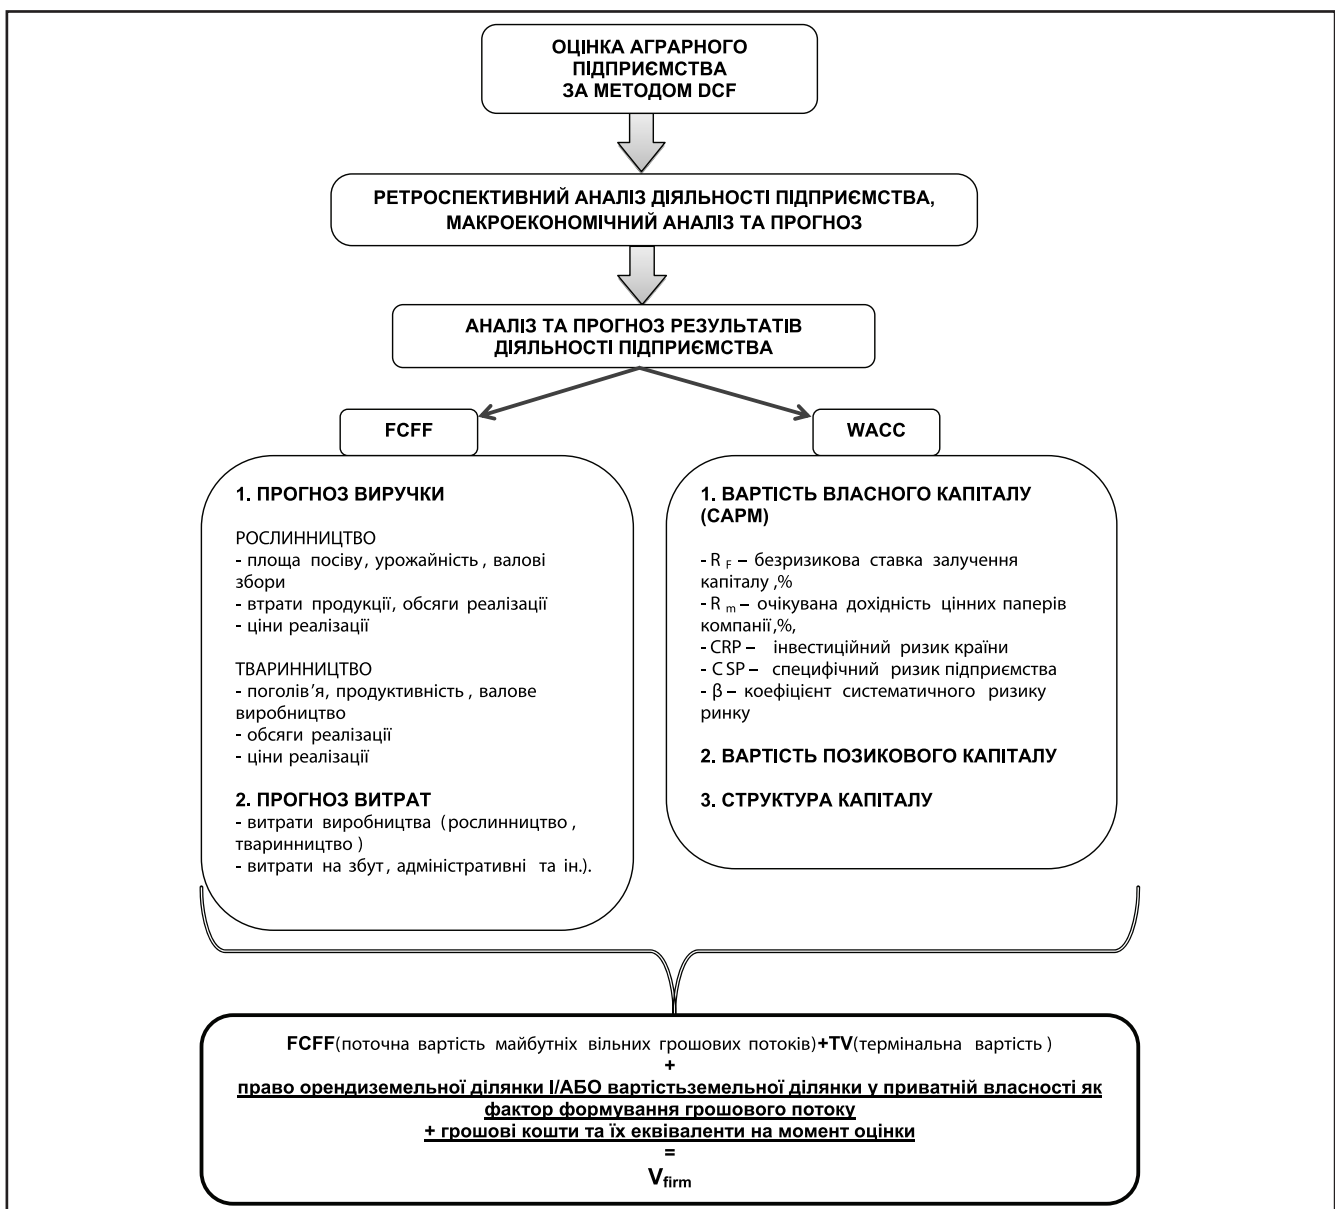 ОЦІНКА АГРАРНОГО
ПІДПРИЄМСТВА
ЗА МЕТОДОМ DCF
РЕТРОСПЕКТИВНИЙ АНАЛІЗ ДІЯЛЬНОСТІ ПІДПРИЄМСТВА,
МАКРОЕКОНОМІЧНИЙ АНАЛІЗ ТА ПРОГНОЗ
АНАЛІЗ ТА ПРОГНОЗ РЕЗУЛЬТАТІВ
ДІЯЛЬНОСТІ ПІДПРИЄМСТВА
FCFF
1. ПРОГНОЗ ВИРУЧКИ
РОСЛИННИЦТВО
- площа посіву, урожайність, валові
збори
- втрати продукції, обсяги реалізації
- ціни реалізації
ТВАРИННИЦТВО
- поголів'я, продуктивність, валове
виробництво
- обсяги реалізації
- ціни реалізації
2. ПРОГНОЗ ВИТРАТ
- витрати виробництва (рослинництво,
тваринництво)
- витрати на збут, адміністративні та ін.).
WACC
1. ВАРТІСТЬ ВЛАСНОГО КАПІТАЛУ
(CAPM)
- R F – безризикова ставка залучення
капіталу,%
- R m – очікувана дохідність цінних паперів
компанії,%,
- CRP – інвестиційний ризик країни
- CSP – специфічний ризик підприємства
- β – коефіцієнт систематичного ризику
ринку
2. ВАРТІСТЬ ПОЗИКОВОГО КАПІТАЛУ
3. СТРУКТУРА КАПІТАЛУ
FCFF(поточна вартість майбутніх вільних грошових потоків)+TV(термінальна вартість)
+
право орендиземельної ділянки І/АБО вартістьземельної ділянки у приватній власності як
фактор формування грошового потоку
+ грошові кошти та їх еквіваленти на момент оцінки
=
Vfirm